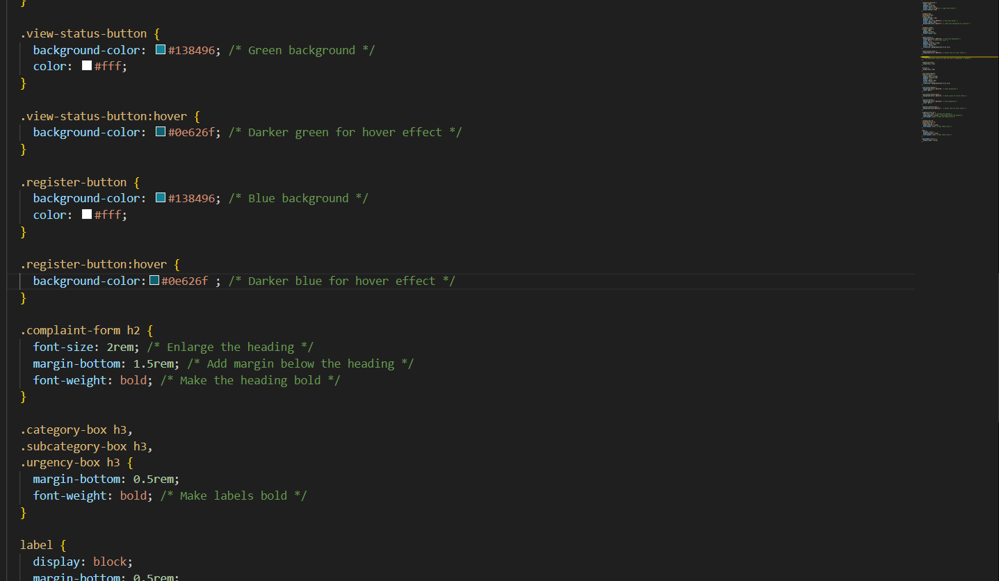 }
.view-status-button {
background-color: #138496; /* Green background */
color: #fff;
}
.view-status-button:hover {
background-color: #0e626f; /* Darker green for hover effect */
}
.register-button {
background-color: #138496; /* Blue background */
color: #fff;
}
.register-button:hover {
background-color: #0e626f ; /* Darker blue for hover effect */
}
.complaint-form h2 {
font-size: 2rem; /* Enlarge the heading */
margin-bottom: 1.5rem; /* Add margin below the heading */
font-weight: bold; /* Make the heading bold */
}
.category-box h3,
.subcategory-box h3,
.urgency-box h3 {
margin-bottom: 0.5rem;
font-weight: bold; /* Make labels bold */
}
label {
display: block;
margin-bottom: 0.5rem;